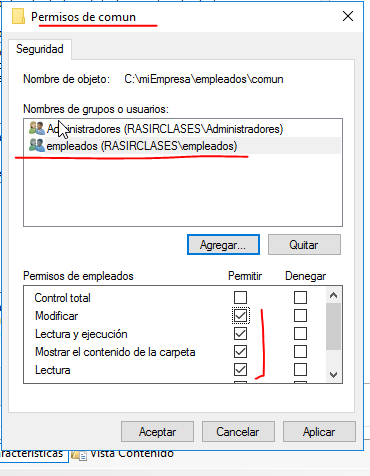 Permisos de comun
Seguridad
Nombre de objeto: C:\miEmpresa\empleados\comun
Nombres de grupos o usuarios:
Administradores (RASIRCLASES\Administradores)
empleados (RASIRCLASES\empleados)
Agregar... Quitar
Permisos de empleados Permitir Denegar
Control total
Modificar
Lectura y ejecución
Mostrar el contenido de la carpeta
Lectura
Aceptar Cancelar Aplicar
aracterísticas Vista Contenido